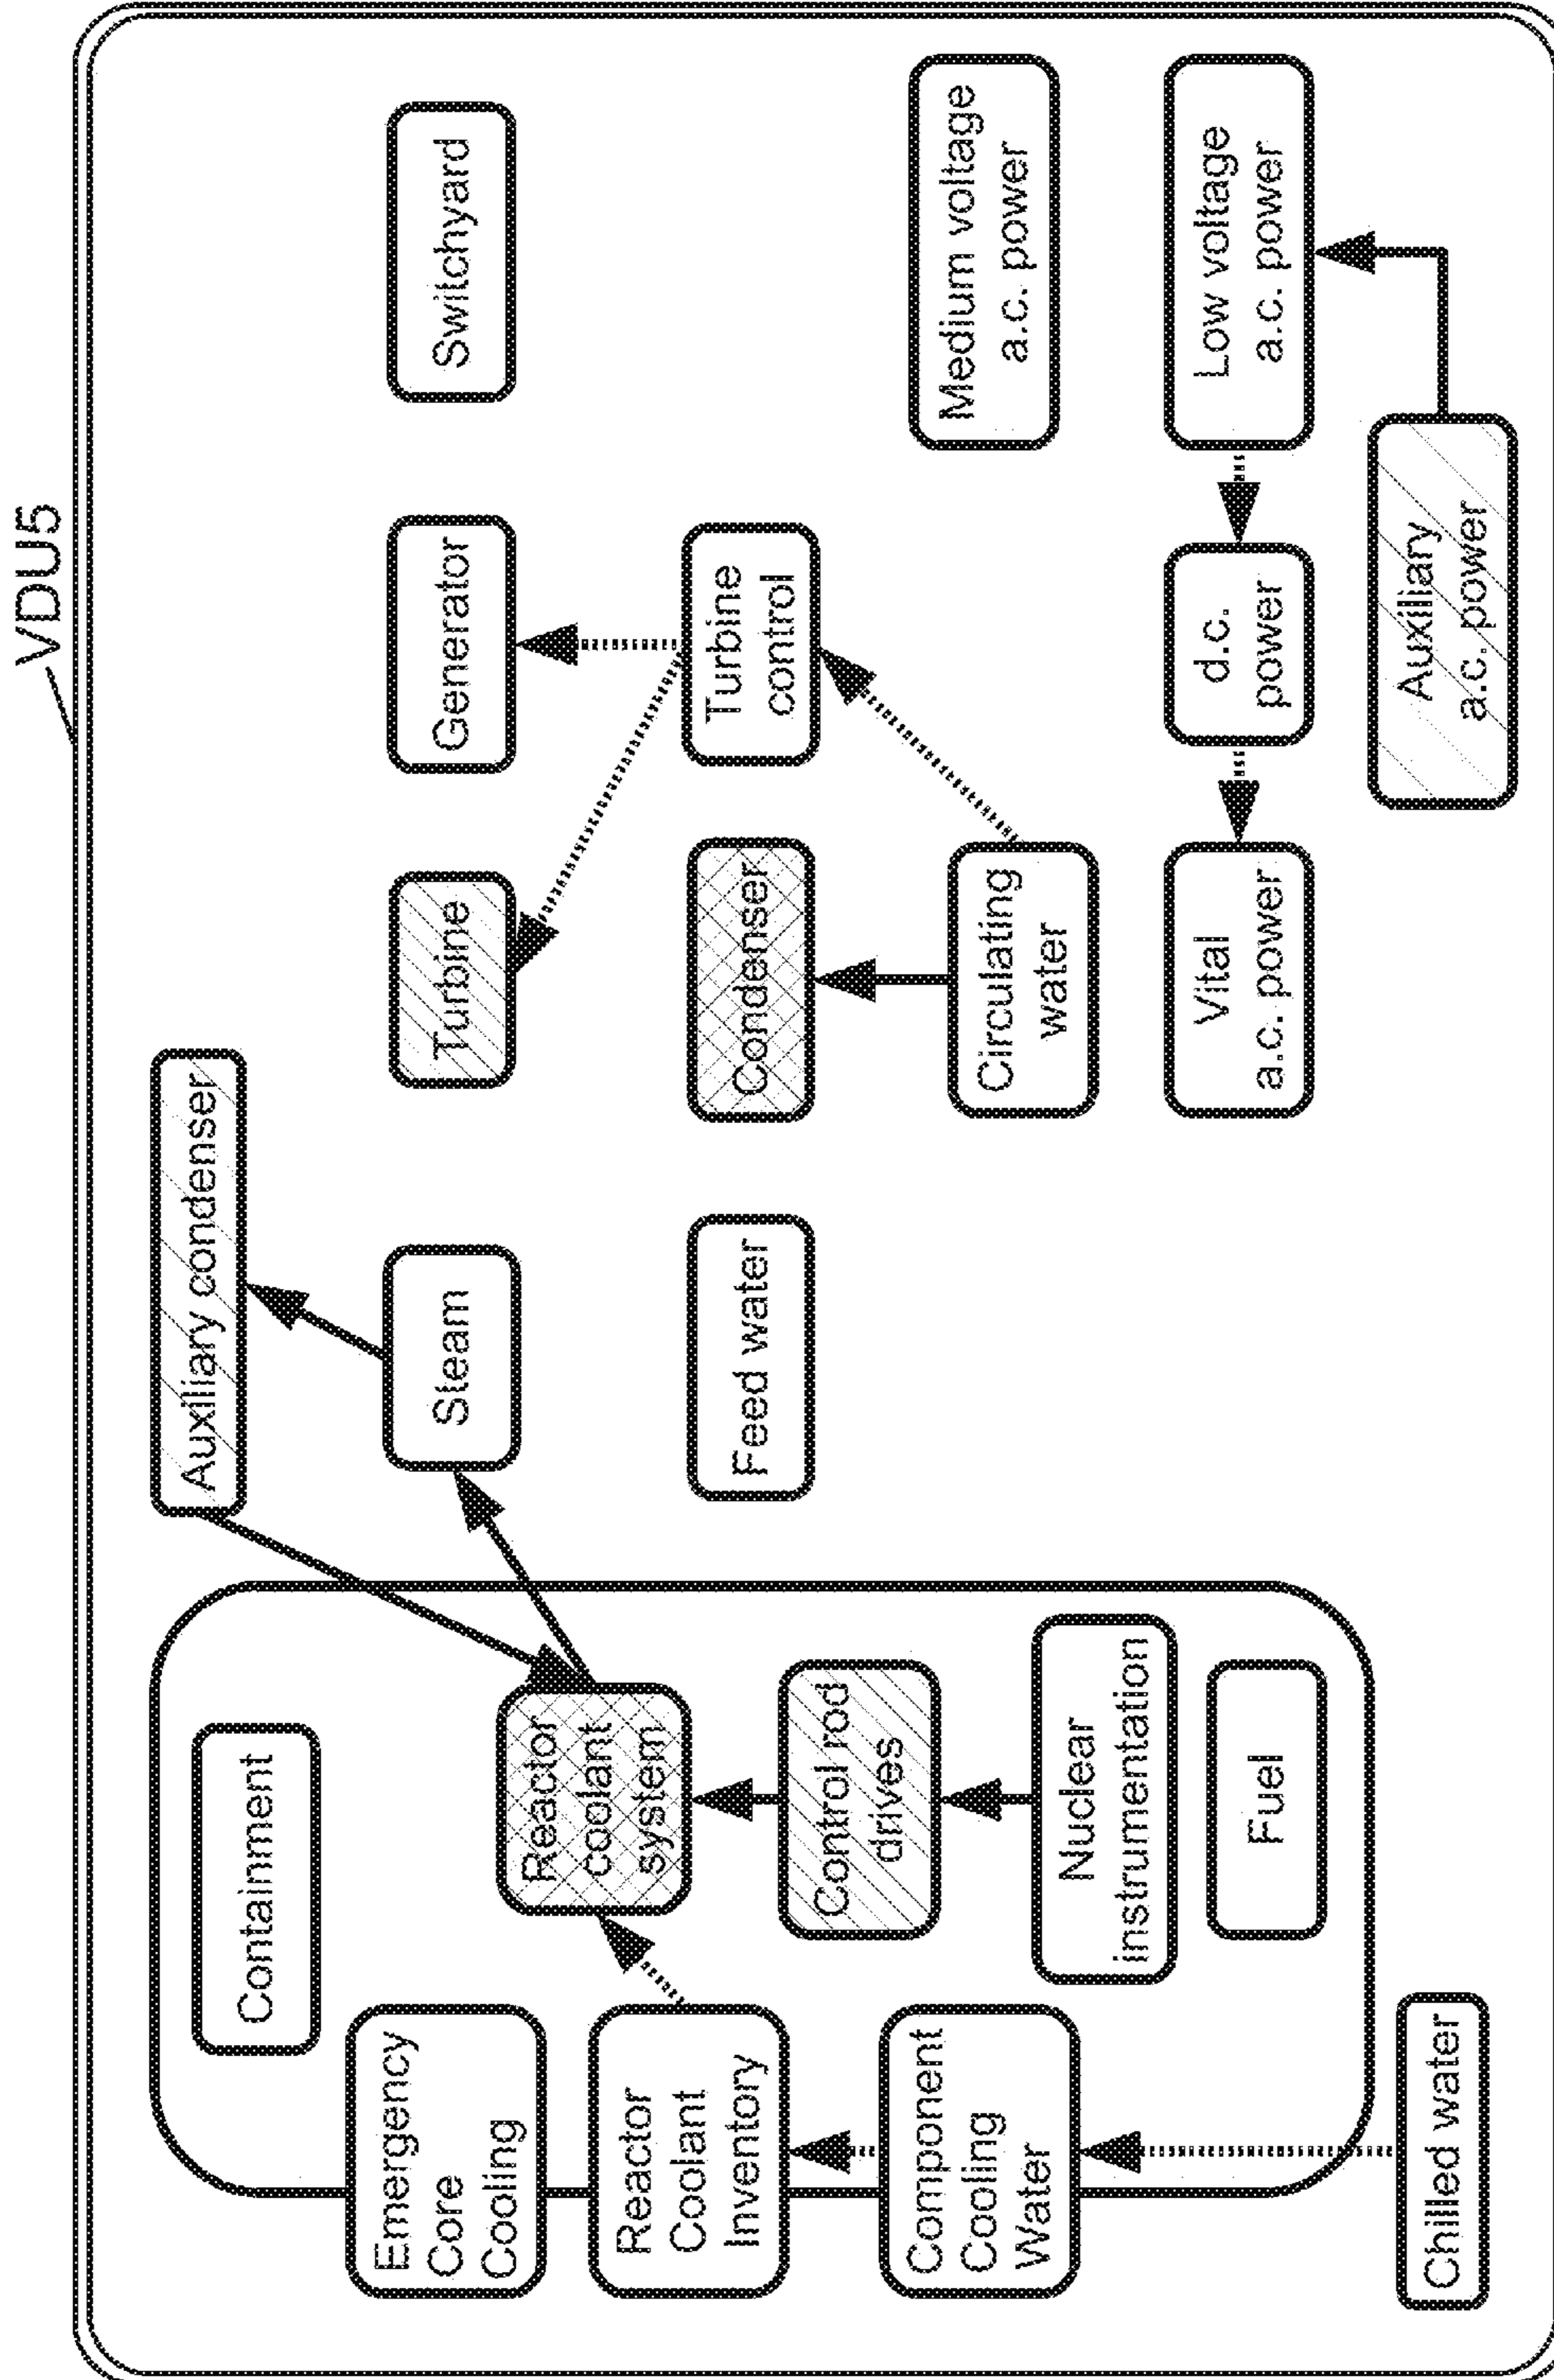 VDU5
Auxiliary condenser
Containment
Emergency
Core
Cooling
Steam
Turbine
Generator
Switchyard
Reactor
coolant
system
Reactor
Coolant
Inventory
Feed water
Condenser
Turbine
control
Control rod
drives
Component
Cooling
Water
Circulating
water
Medium voltage
a.c. power
Nuclear
instrumentation
Fuel
Vital
a.c. power
d.c.
power
Low voltage
a.c. power
Chilled water
Auxiliary
a.c. power